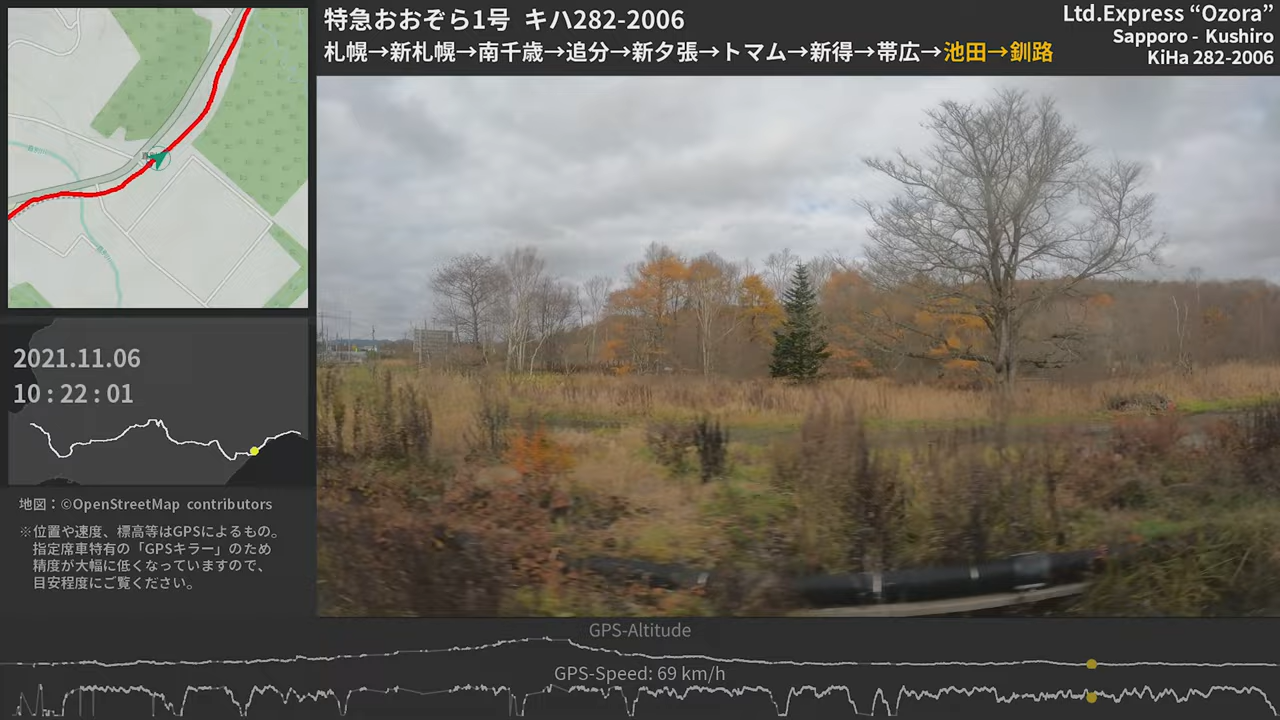 特急おおぞら1号 キハ282-2006
札幌→新札幌→南千歳→追分→新夕張→トマム→新得→帯広→池田→釧路
Ltd.Express “Ozora”
Sapporo - Kushiro
KiHa 282-2006
2021.11.06
10 : 22 : 01
地図：©OpenStreetMap contributors
※位置や速度、標高等はGPSによるもの。
指定席車特有の「GPSキラー」のため
精度が大幅に低くなっていますので、
目安程度にご覧ください。
GPS-Altitude
GPS-Speed: 69 km/h